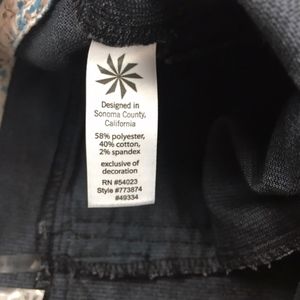 Designed in
Sonoma County,
California
58% polyester,
40% cotton,
2% spandex
exclusive of
decoration
RN #54023
Style #773874
#49334